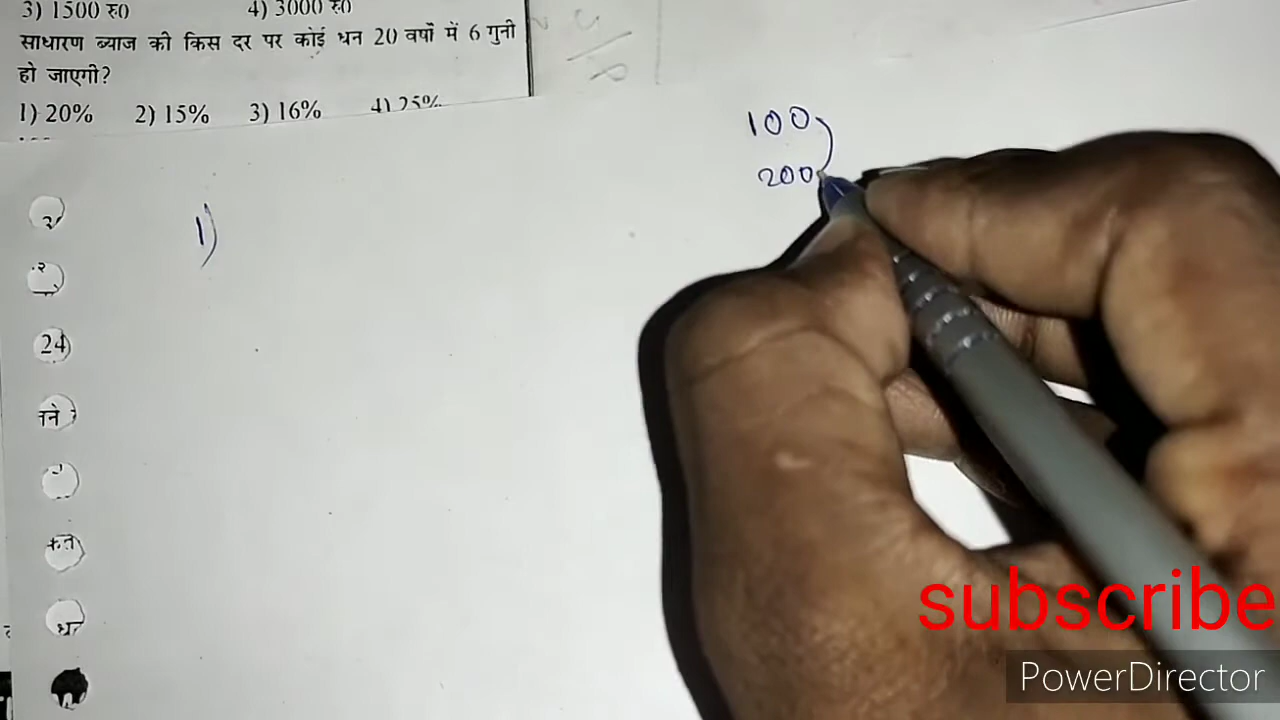 3) 1500 रु0 4) 3000 रु0
साधारण ब्याज की किस दर पर कोई धन 20 वर्षों में 6 गुनी
हो जाएगी?
1) 20% 2) 15% 3) 16% 4) 25%
100
200
1)
24
ने
subscribe
PowerDirector